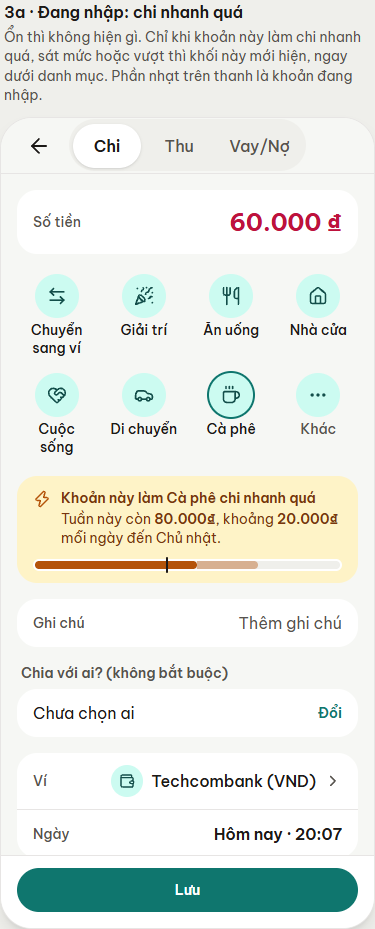 3a · Đang nhập: chi nhanh quá
Ổn thì không hiện gì. Chỉ khi khoản này làm chi nhanh
quá, sát mức hoặc vượt thì khối này mới hiện, ngay
dưới danh mục. Phần nhạt trên thanh là khoản đang
nhập.
Chi
Thu
Vay/Nợ
Số tiền
60.000 ₫
Chuyển
sang ví
Giải trí
Ăn uống
Nhà cửa
Cuộc
sống
Di chuyển
Cà phê
Khác
Khoản này làm Cà phê chi nhanh quá
Tuần này còn 80.000₫, khoảng 20.000₫
mỗi ngày đến Chủ nhật.
Ghi chú
Thêm ghi chú
Chia với ai? (không bắt buộc)
Chưa chọn ai
Đổi
Ví
Techcombank (VND)
Ngày
Hôm nay · 20:07
Lưu